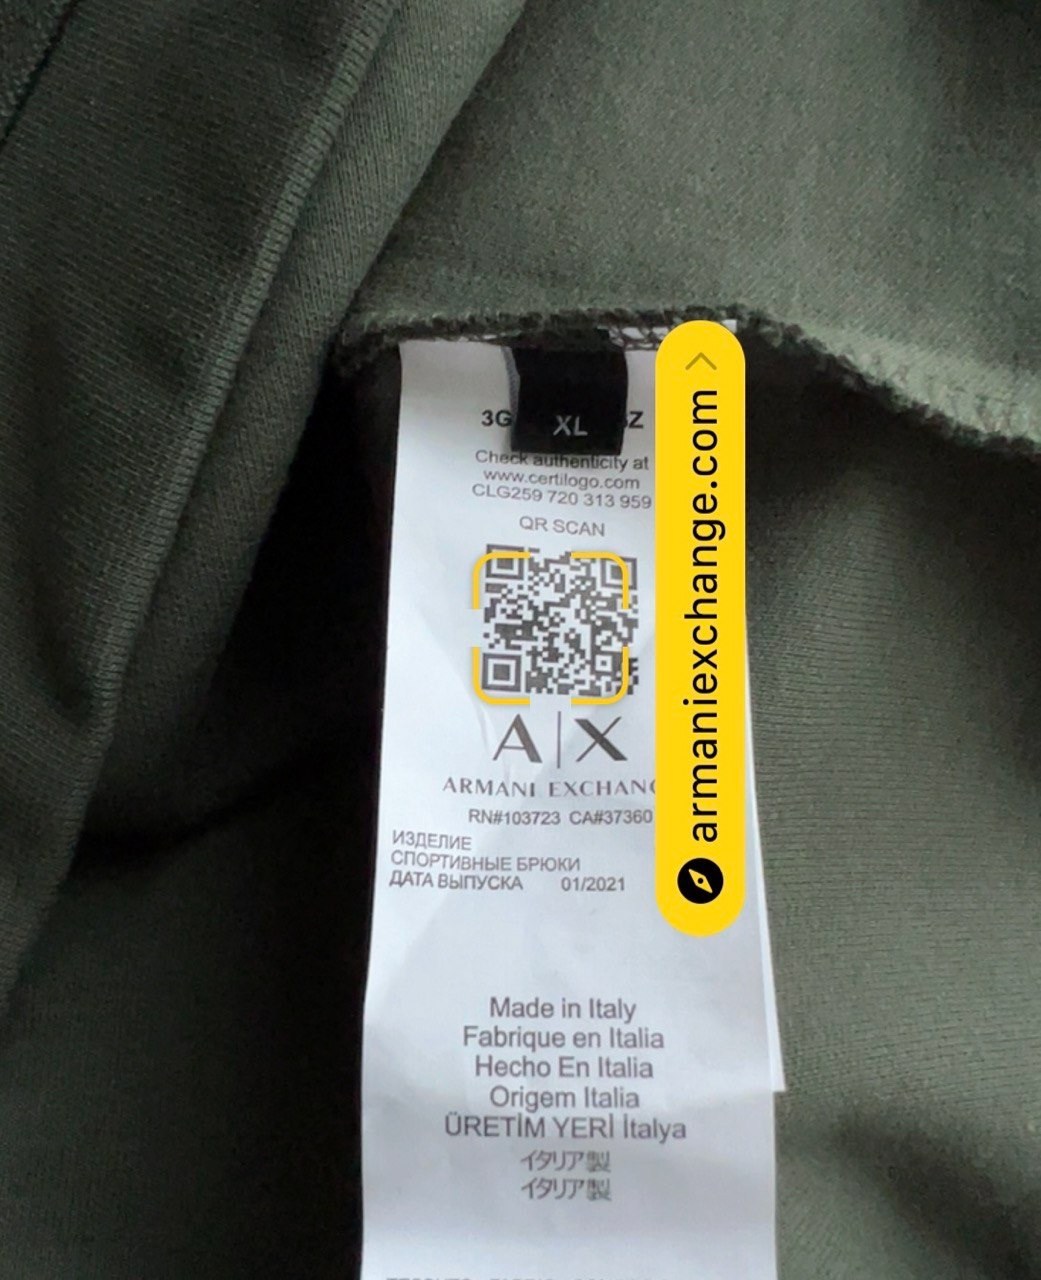 XL
Check authenticity at
www.certilogo.com
CLG259 720 313 959
QR SCAN
A|X
ARMANI EXCHANG
RN#103723 CA#37360
ИЗДЕЛИЕ
СПОРТИВНЫЕ БРЮКИ
ДАТА ВЫПУСКА 01/2021
Made in Italy
Fabrique en Italia
Hecho En Italia
Origem Italia
ÜRETİM YERİ İtalya
イタリア製
イタリア製
armaniexchange.com